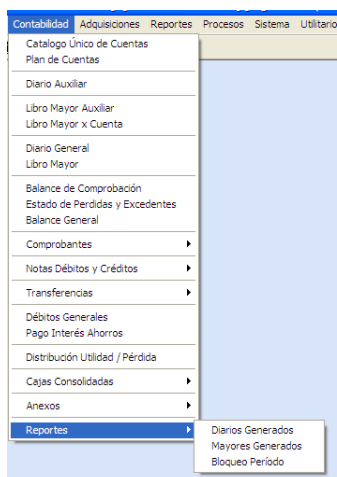 Contabilidad Adquisiciones Reportes Procesos Sistema Utilitario
Catalogo Único de Cuentas
Plan de Cuentas
Diario Auxiliar
Libro Mayor Auxiliar
Libro Mayor x Cuenta
Diario General
Libro Mayor
Balance de Comprobación
Estado de Perdidas y Excedentes
Balance General
Comprobantes
Notas Débitos y Créditos
Transferencias
Débitos Generales
Pago Interés Ahorros
Distribución Utilidad / Pérdida
Cajas Consolidadas
Anexos
Reportes
Diarios Generados
Mayores Generados
Bloqueo Período